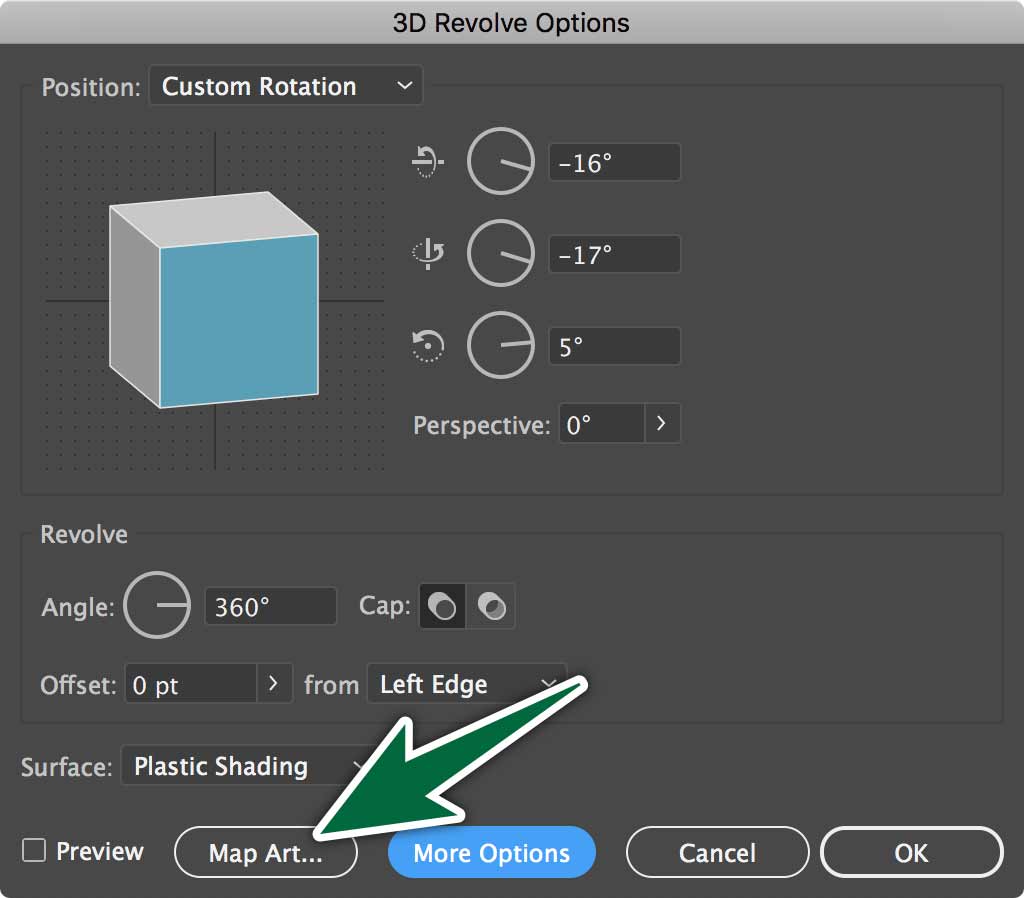 3D Revolve Options
Position: Custom Rotation
–16°
–17°
5°
Perspective: 0°
Revolve
Angle: 360° Cap:
Offset: 0 pt from Left Edge
Surface: Plastic Shading
Preview Map Art... More Options Cancel OK